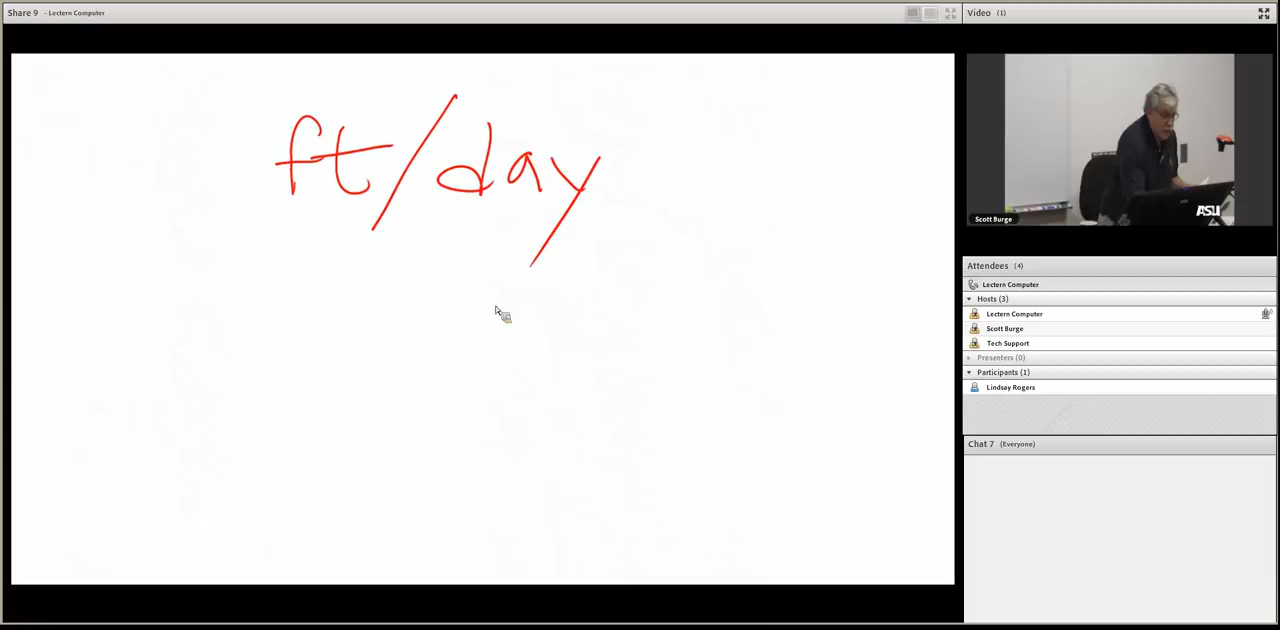 Share 9 - Lectern Computer
Video (1)
ft/day
ASU
Scott Burge
Attendees (4)
Lectern Computer
Hosts (3)
Lectern Computer
Scott Burge
Tech Support
Presenters (0)
Participants (1)
Lindsay Rogers
Chat 7 (Everyone)